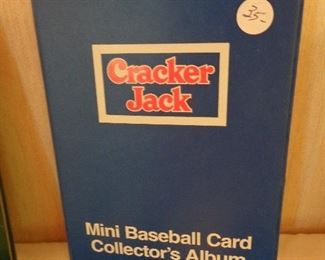 35-
Cracker
Jack
Mini Baseball Card
Collector's Album